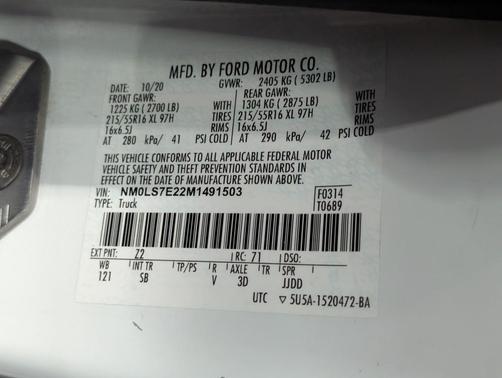 MFD. BY FORD MOTOR CO.
DATE: 10/20 GVWR: 2405 KG (5302 LB)
FRONT GAWR: REAR GAWR:
1225 KG (2700 LB) WITH 1304 KG (2875 LB) WITH
215/55R16 XL 97H TIRES 215/55R16 XL 97H TIRES
16x6.5J RIMS 16x6.5J RIMS
AT 280 kPa/ 41 PSI COLD AT 290 kPa/ 42 PSI COLD
THIS VEHICLE CONFORMS TO ALL APPLICABLE FEDERAL MOTOR
VEHICLE SAFETY AND THEFT PREVENTION STANDARDS IN
EFFECT ON THE DATE OF MANUFACTURE SHOWN ABOVE.
VIN: NM0LS7E22M1491503 F0314
TYPE: Truck T0689
EXT PNT: Z2 RC: 71 DSO:
WB INT TR TP/PS R AXLE TR SPR
121 SB V 3D JJDD
UTC ▽ 5U5A-1520472-BA